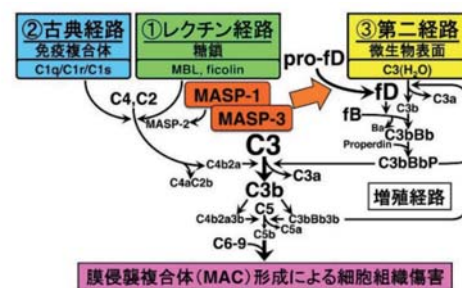 ②古典経路
免疫複合体
C1q/C1r/C1s
①レクチン経路
糖鎖
MBL, ficolin
③第二経路
微生物表面
C3(H₂O)
pro-fD
C4,C2
MASP-2
MASP-1
MASP-3
fD
C3b
C3a
fB
Ba
C3bBb
Properdin
C3bBbP
C3
C4b2a
C4aC2b
C3a
C3b
増殖経路
C5
C4b2a3b
C3bBb3b
C5a
C5b
C6-9
膜侵襲複合体(MAC)形成による細胞組織傷害